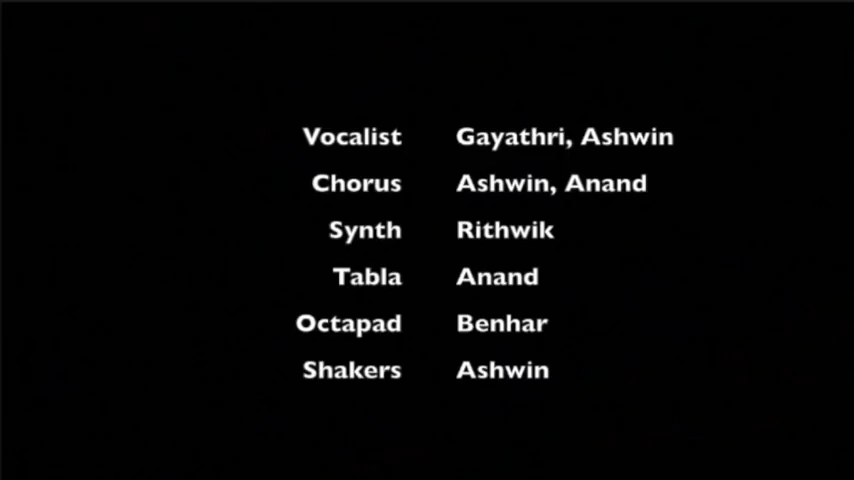 Vocalist Gayathri, Ashwin
Chorus Ashwin, Anand
Synth Rithwik
Tabla Anand
Octapad Benhar
Shakers Ashwin